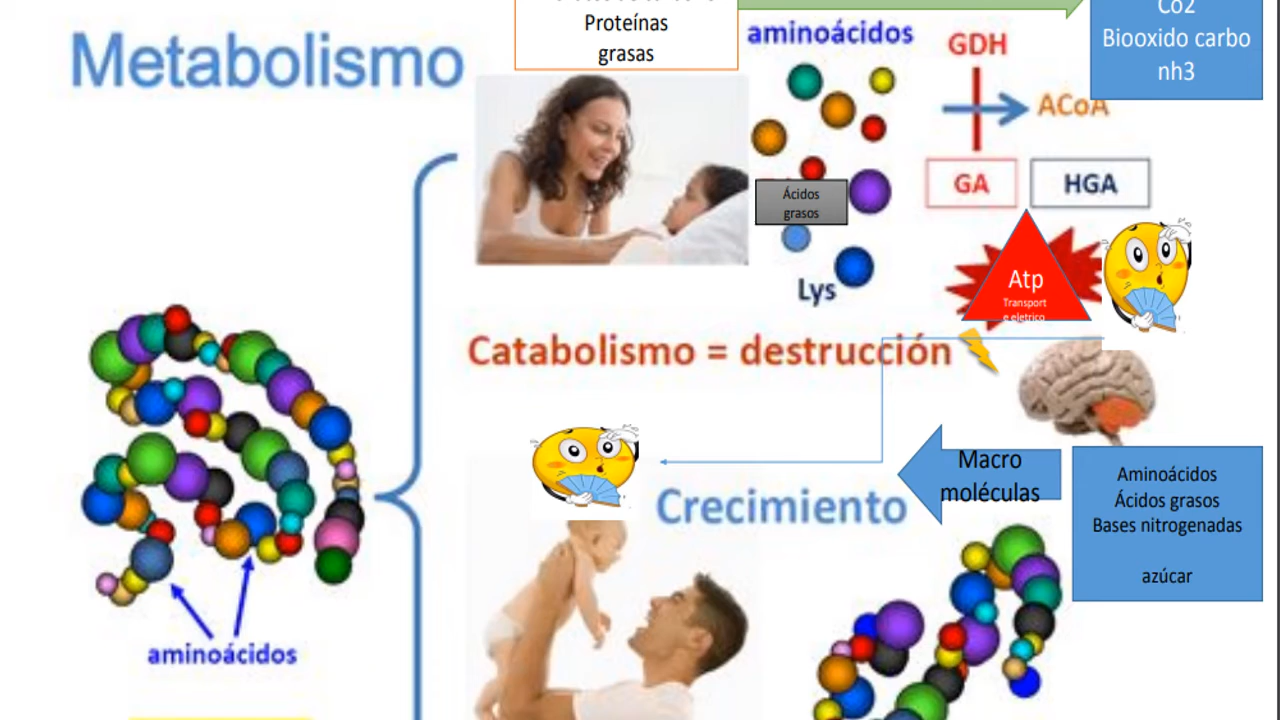 Metabolismo
Proteínas
grasas
aminoácidos
GDH
Co2
Biooxido carbo
nh3
ACoA
GA
HGA
Ácidos
grasos
Lys
Atp
Transport
e eletrico
Catabolismo = destrucción
Macro
moléculas
Crecimiento
Aminoácidos
Ácidos grasos
Bases nitrogenadas
azúcar
aminoácidos